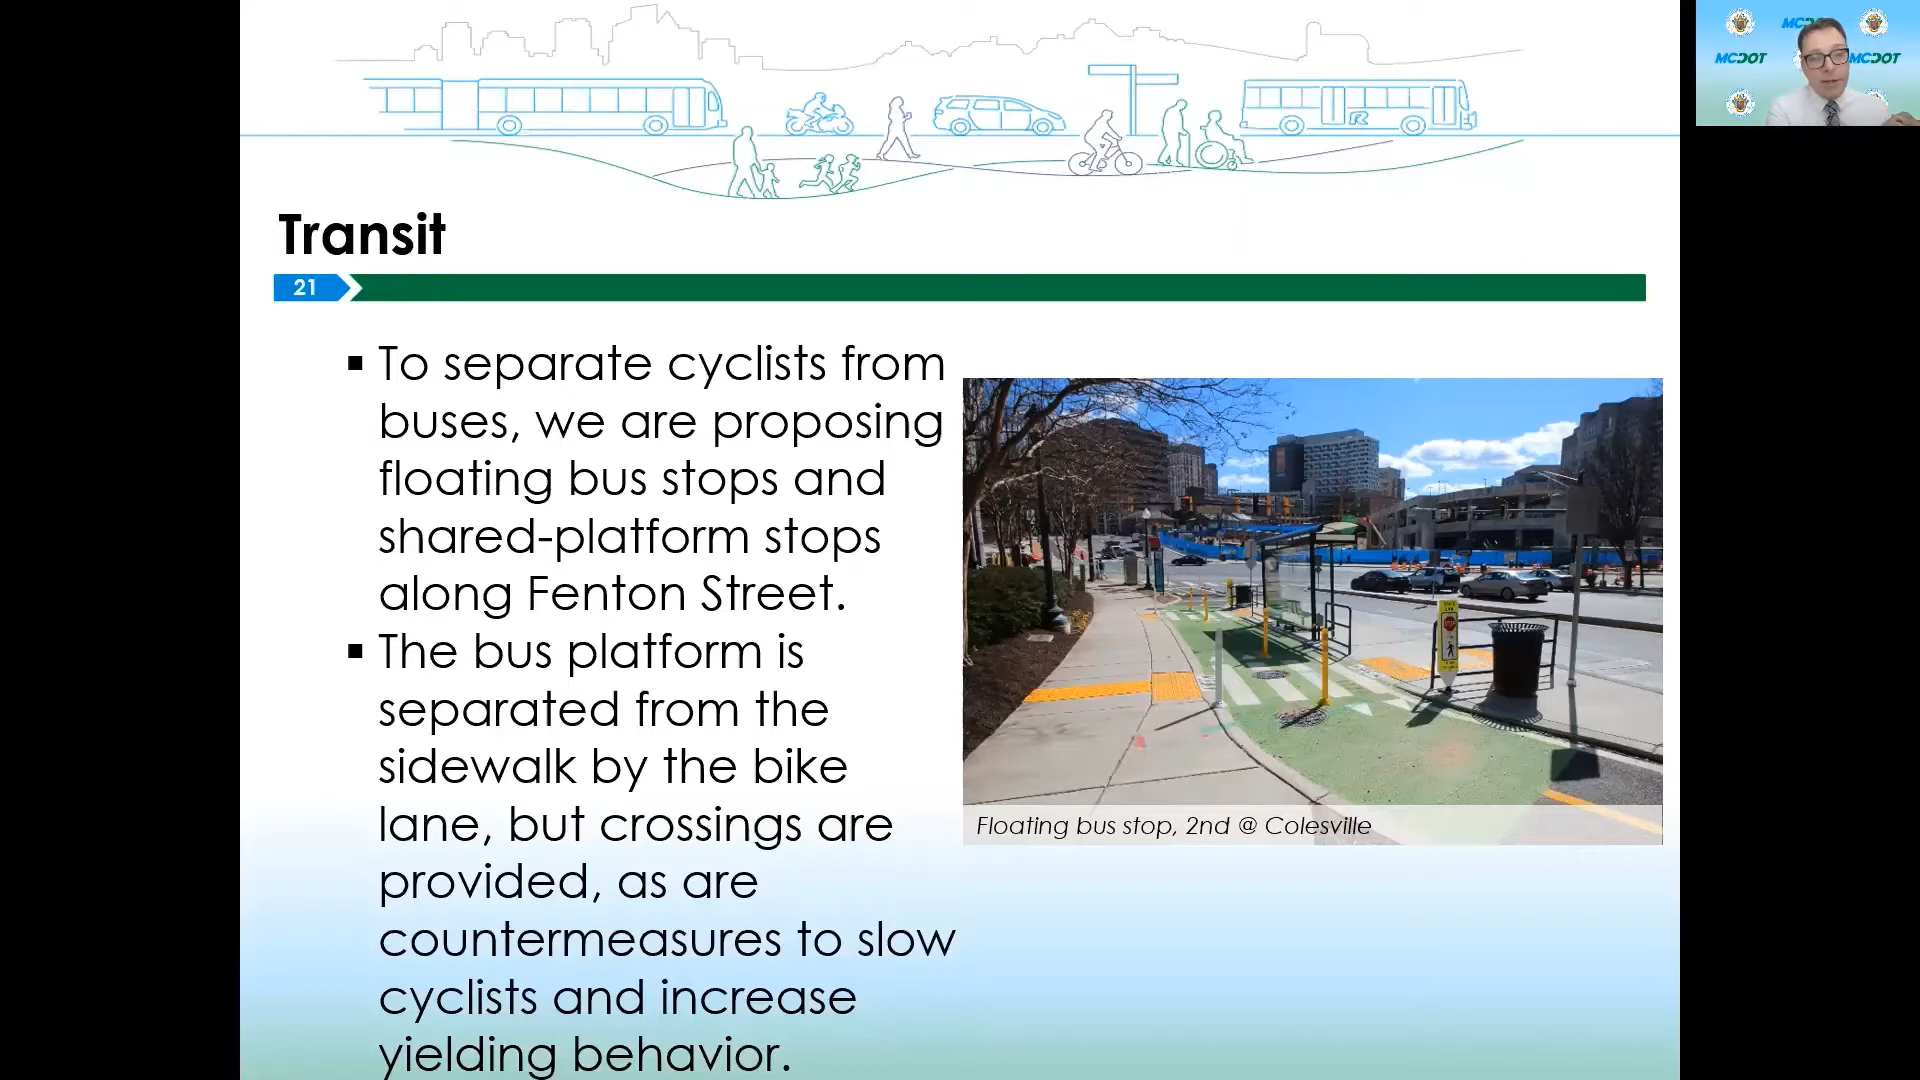 MCDOT
MCDOT
MCDOT
Transit
21
▪ To separate cyclists from
buses, we are proposing
floating bus stops and
shared-platform stops
along Fenton Street.
▪ The bus platform is
separated from the
sidewalk by the bike
lane, but crossings are
provided, as are
countermeasures to slow
cyclists and increase
yielding behavior.
STOP
Floating bus stop, 2nd @ Colesville